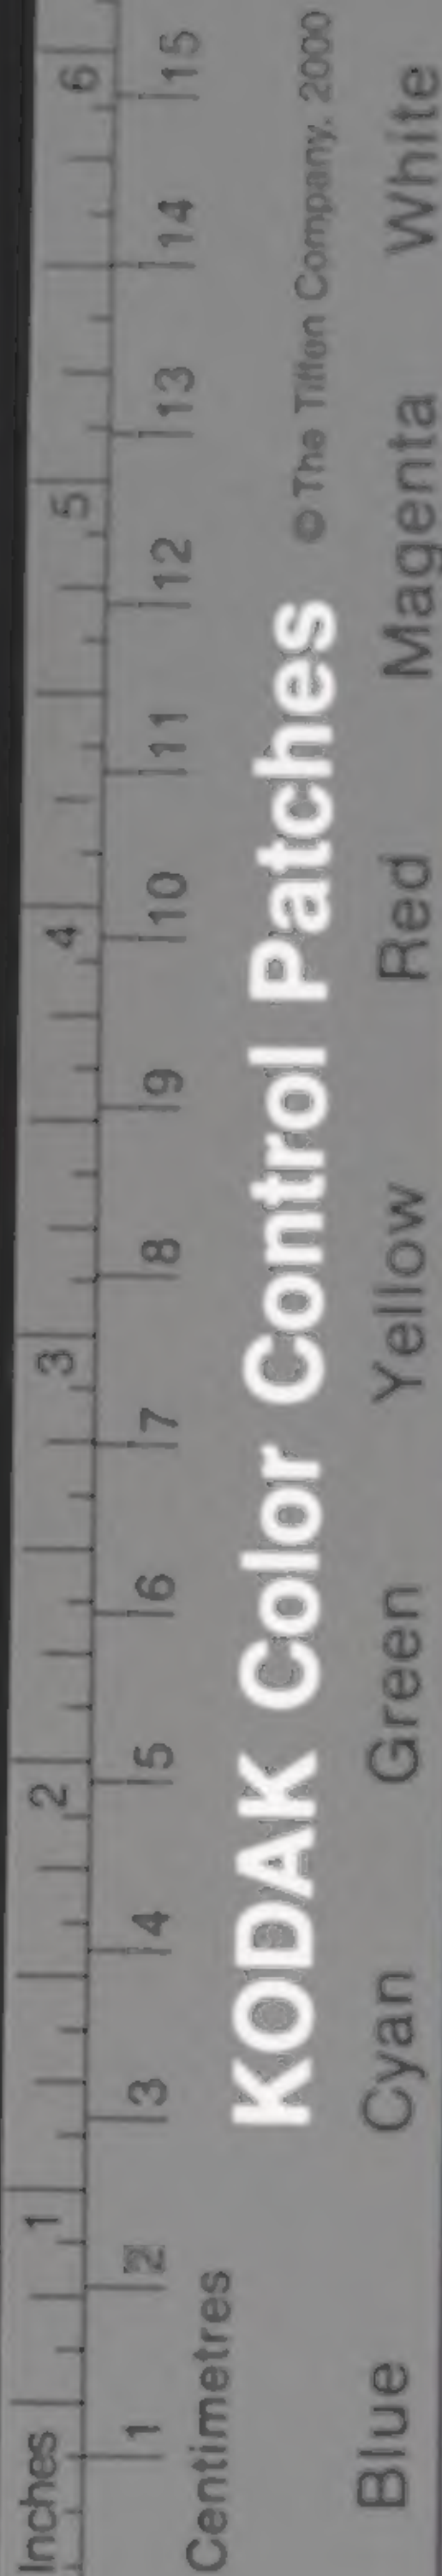 Inches 1 2 3 4 5 6
1 2 3 4 5 6 7 8 9 10 11 12 13 14 15
Centimetres
KODAK Color Control Patches © The Tiffen Company, 2000
Blue Cyan Green Yellow Red Magenta White